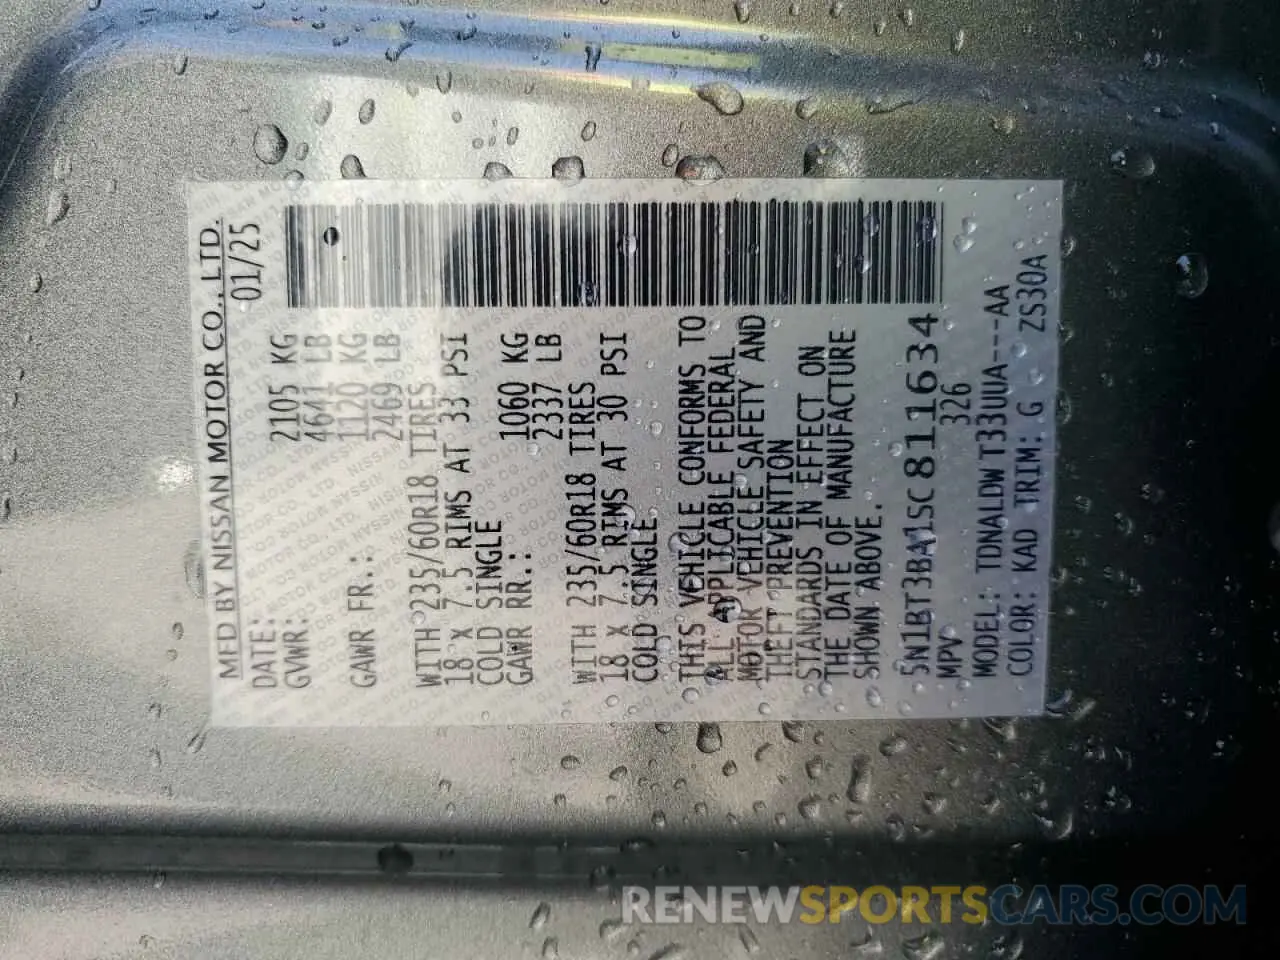 MFD BY NISSAN MOTOR CO., LTD.
DATE: 01/25
GVWR: 2105 KG
4641 LB
GAWR FR.: 1120 KG
2469 LB
WITH 235/60R18 TIRES
18 X 7.5 RIMS AT 33 PSI
COLD SINGLE
GAWR RR.: 1060 KG
2337 LB
WITH 235/60R18 TIRES
18 X 7.5 RIMS AT 30 PSI
COLD SINGLE
THIS VEHICLE CONFORMS TO
ALL APPLICABLE FEDERAL
MOTOR VEHICLE SAFETY AND
THEFT PREVENTION
STANDARDS IN EFFECT ON
THE DATE OF MANUFACTURE
SHOWN ABOVE.
5N1BT3BA1SC811634
MPV 326
MODEL: TDNALDW T33UUA---AA
COLOR: KAD TRIM: G ZS30A
RENEWSPORTSCARS.COM